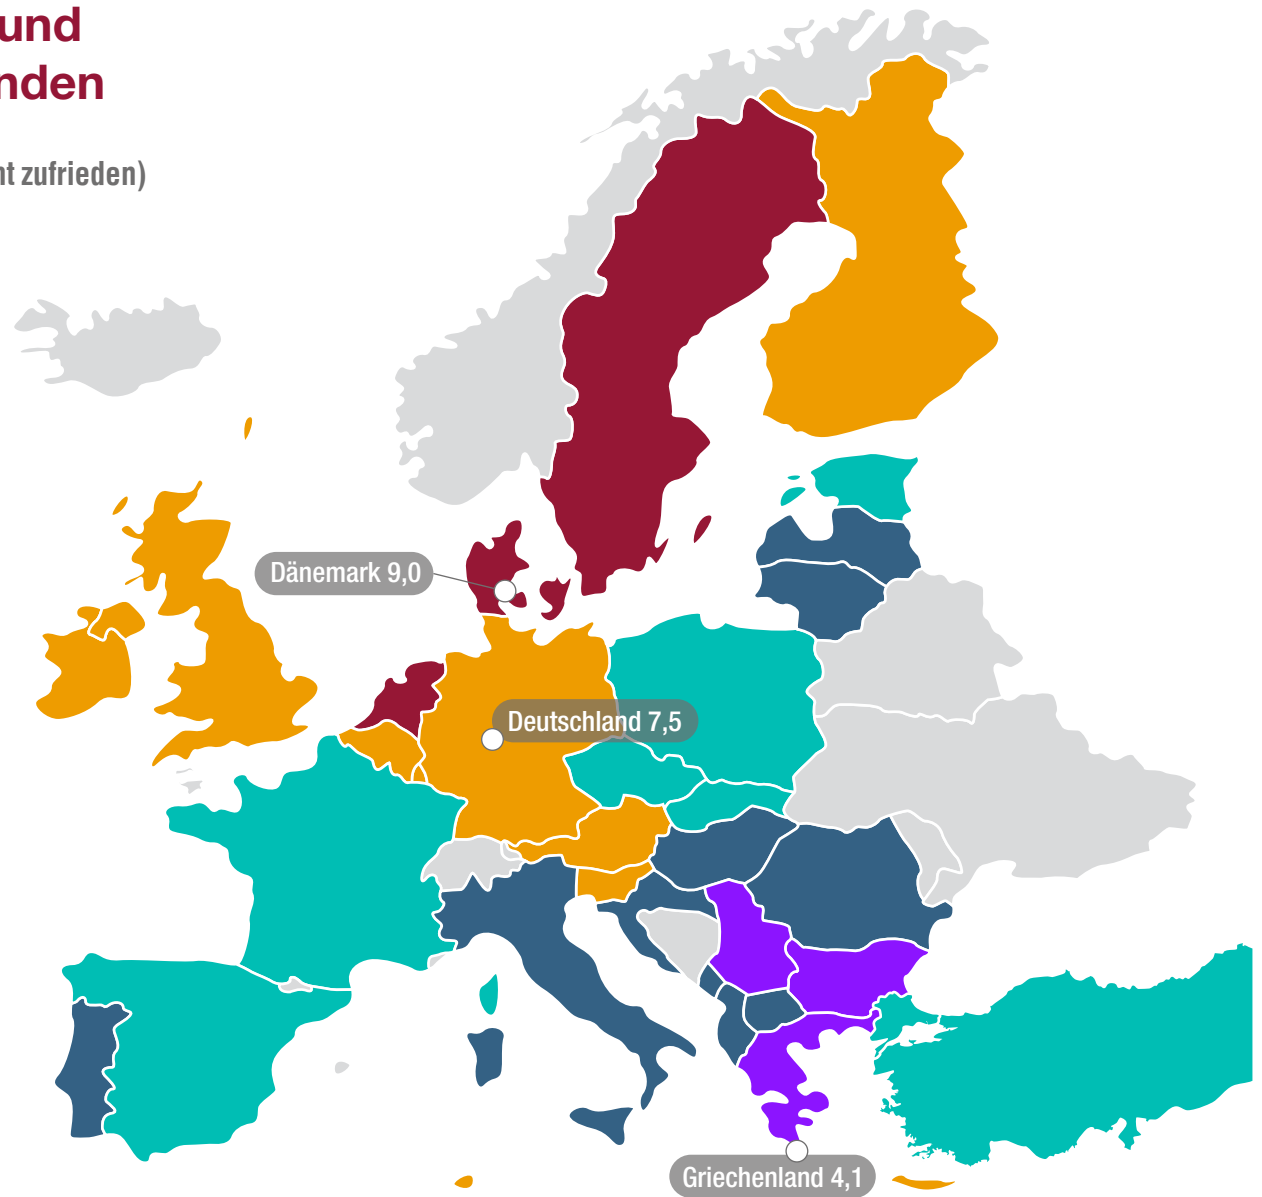 und
nden
nt zufrieden)
Dänemark 9,0
Deutschland 7,5
Griechenland 4,1